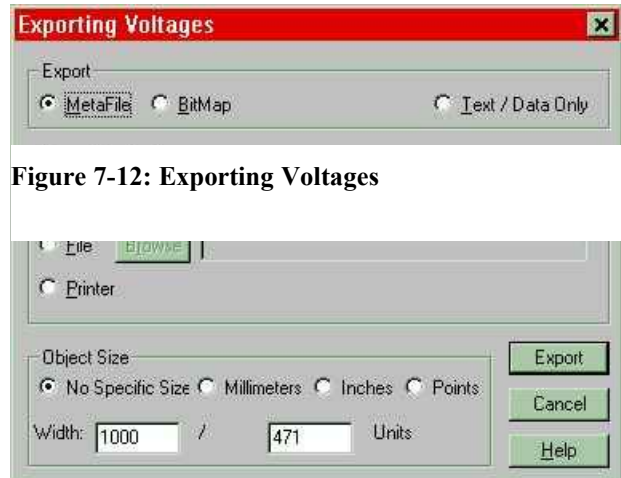 Exporting Voltages
Export
MetaFile BitMap Text / Data Only
Figure 7-12: Exporting Voltages
File Browse
Printer
Object Size
No Specific Size Millimeters Inches Points
Export
Cancel
Width: 1000 / 471 Units
Help